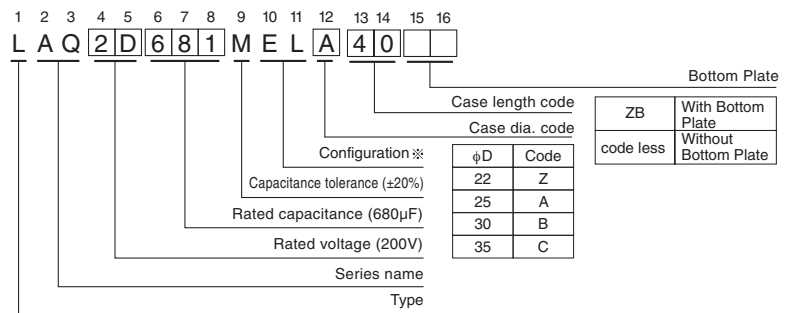 1 2 3 4 5 6 7 8 9 10 11 12 13 14 15 16
L A Q 2 D 6 8 1 M E L A 4 0
Bottom Plate
Case length code
Case dia. code
ZB With Bottom Plate
code less Without Bottom Plate
Configuration※
Capacitance tolerance (±20%)
Rated capacitance (680μF)
Rated voltage (200V)
Series name
Type
φD Code
22 Z
25 A
30 B
35 C